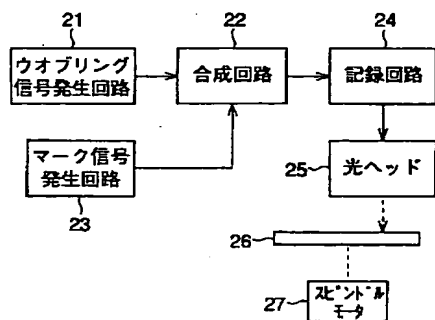 21
ウオブリング
信号発生回路
22
合成回路
24
記録回路
マーク信号
発生回路
23
25
光ヘッド
26
27
スピンドル
モータ